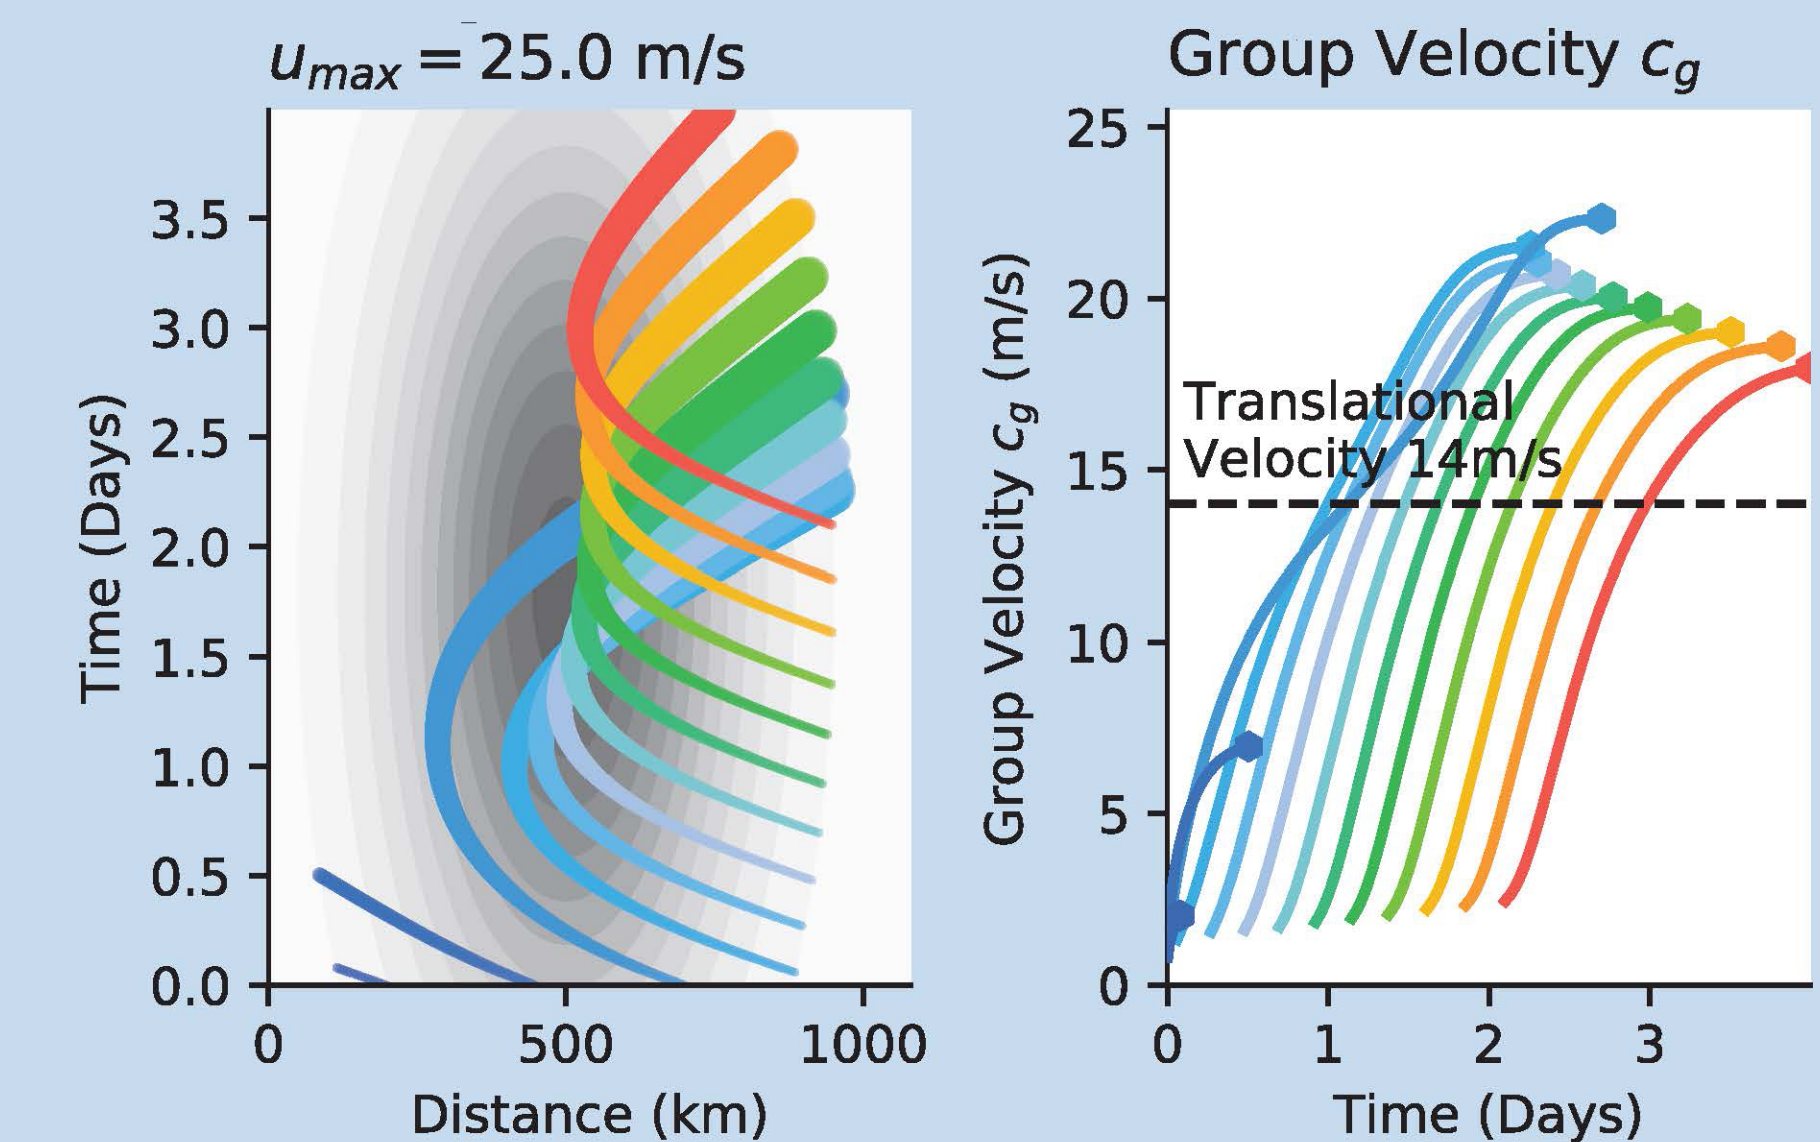 u_max = 25.0 m/s
Time (Days)
3.5
3.0
2.5
2.0
1.5
1.0
0.5
0.0
0 500 1000
Distance (km)
Group Velocity c_g
Group Velocity c_g (m/s)
25
20
15
10
5
0
Translational
Velocity 14m/s
0 1 2 3
Time (Days)